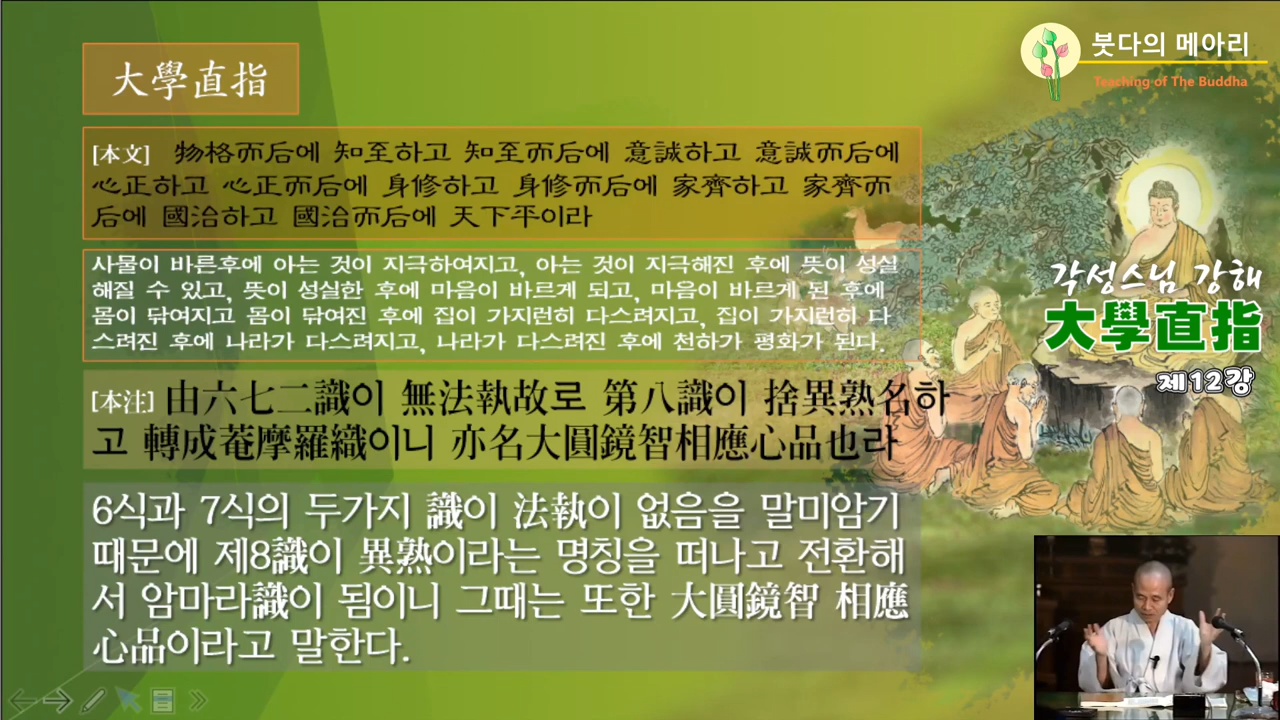 大學直指
붓다의 메아리
Teaching of The Buddha
[本文] 物格而后에 知至하고 知至而后에 意誠하고 意誠而后에
心正하고 心正而后에 身修하고 身修而后에 家齊하고 家齊而
后에 國治하고 國治而后에 天下平이라
사물이 바른후에 아는 것이 지극하여지고, 아는 것이 지극해진 후에 뜻이 성실
해질 수 있고, 뜻이 성실한 후에 마음이 바르게 되고, 마음이 바르게 된 후에
몸이 닦여지고 몸이 닦여진 후에 집이 가지런히 다스려지고, 집이 가지런히 다
스려진 후에 나라가 다스려지고, 나라가 다스려진 후에 천하가 평화가 된다.
[本注] 由六七二識이 無法執故로 第八識이 捨異熟名하
고 轉成菴摩羅織이니 亦名大圓鏡智相應心品也라
6식과 7식의 두가지 識이 法執이 없음을 말미암기
때문에 제8識이 異熟이라는 명칭을 떠나고 전환해
서 암마라識이 됨이니 그때는 또한 大圓鏡智 相應
心品이라고 말한다.
각성스님 강해
大學直指
제12강